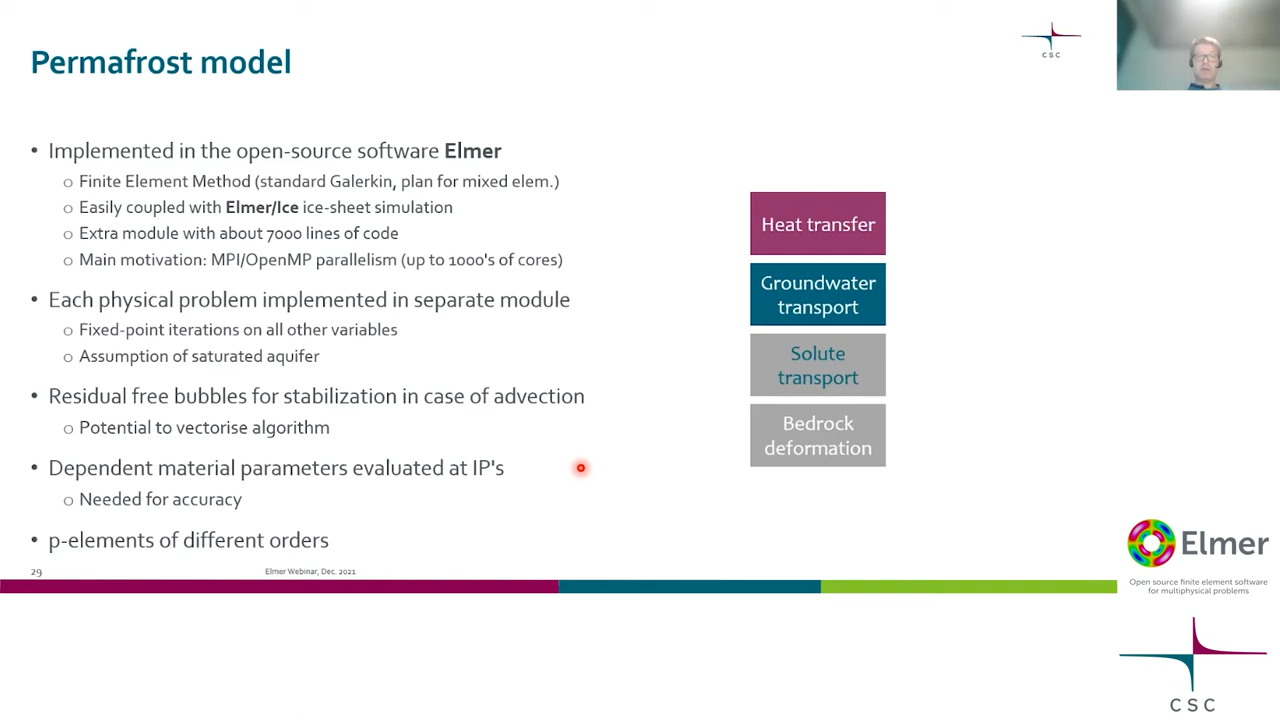 Permafrost model
CSC
• Implemented in the open-source software Elmer
o Finite Element Method (standard Galerkin, plan for mixed elem.)
o Easily coupled with Elmer/Ice ice-sheet simulation
o Extra module with about 7000 lines of code
o Main motivation: MPI/OpenMP parallelism (up to 1000's of cores)
• Each physical problem implemented in separate module
o Fixed-point iterations on all other variables
o Assumption of saturated aquifer
• Residual free bubbles for stabilization in case of advection
o Potential to vectorise algorithm
• Dependent material parameters evaluated at IP's
o Needed for accuracy
• p-elements of different orders
Heat transfer
Groundwater
transport
Solute
transport
Bedrock
deformation
29
Elmer Webinar, Dec. 2021
Elmer
Open source finite element software
for multiphysical problems
CSC